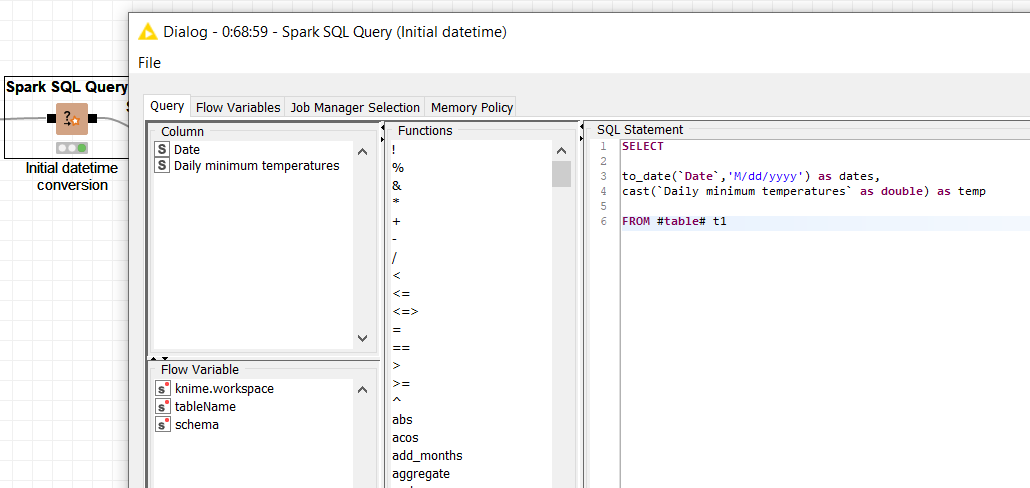 Dialog - 0:68:59 - Spark SQL Query (Initial datetime)
File
Spark SQL Query
Initial datetime
conversion
Query
Flow Variables
Job Manager Selection
Memory Policy
Column
S Date
S Daily minimum temperatures
Flow Variable
s knime.workspace
s tableName
s schema
Functions
!
%
&
*
+
-
/
<
<=
<=>
=
==
>
>=
^
abs
acos
add_months
aggregate
SQL Statement
1 SELECT
2
3 to_date(`Date`,'M/dd/yyyy') as dates,
4 cast(`Daily minimum temperatures` as double) as temp
5
6 FROM #table# t1